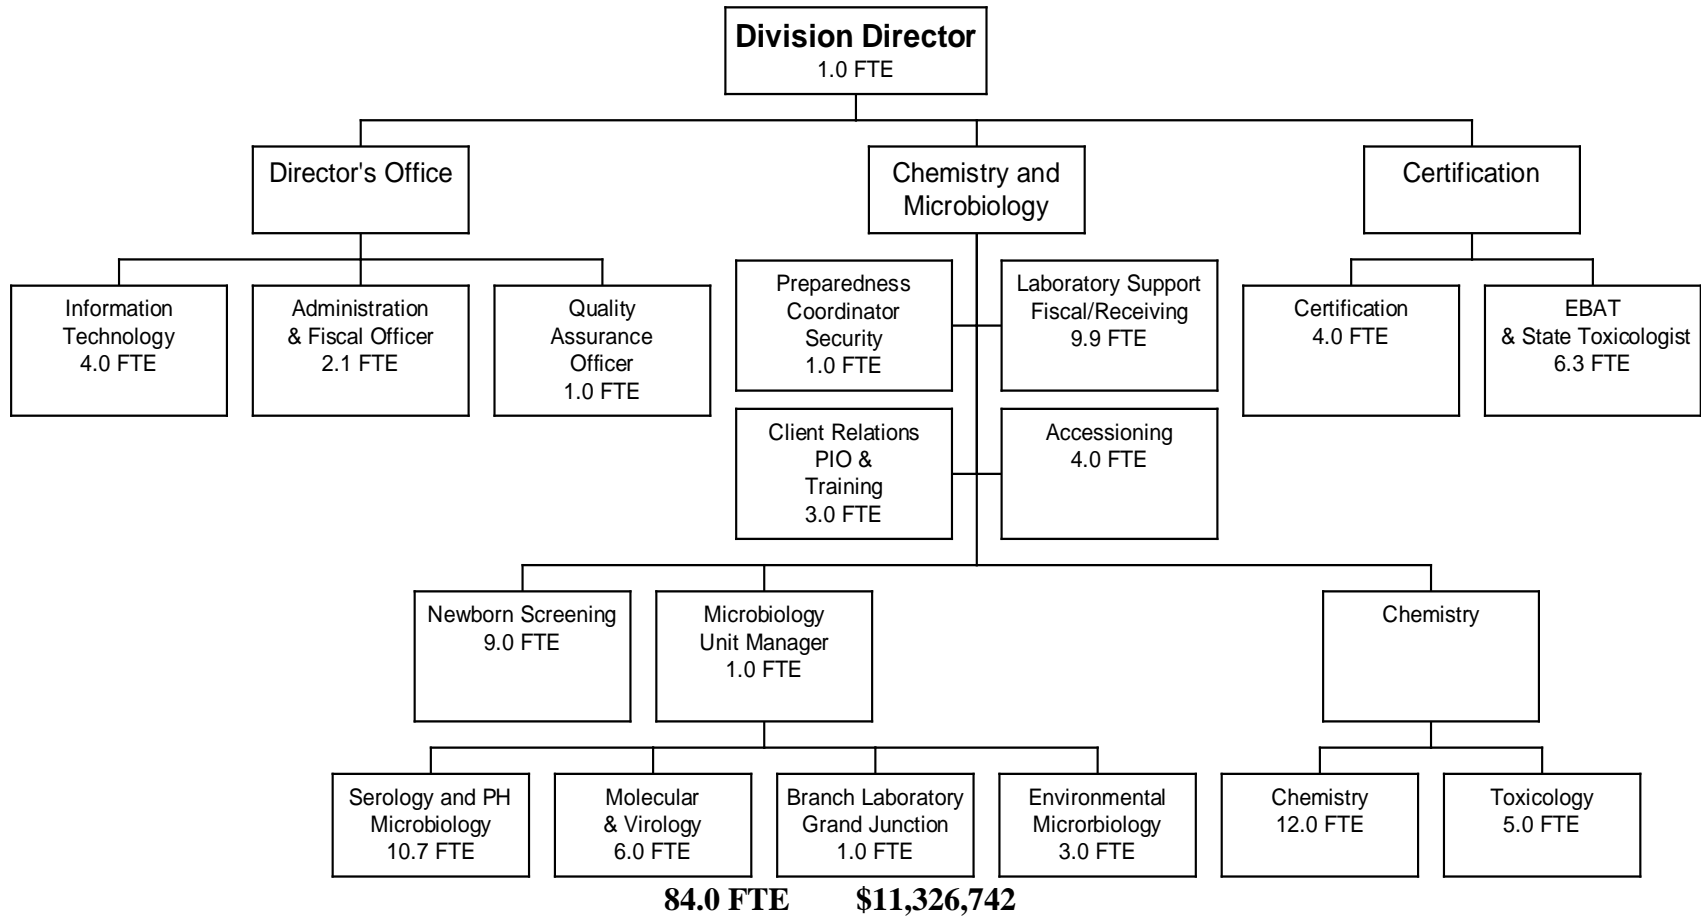 Division Director
1.0 FTE
Director's Office
Chemistry and
Microbiology
Certification
Information
Technology
4.0 FTE
Administration
& Fiscal Officer
2.1 FTE
Quality
Assurance
Officer
1.0 FTE
Preparedness
Coordinator
Security
1.0 FTE
Laboratory Support
Fiscal/Receiving
9.9 FTE
Certification
4.0 FTE
EBAT
& State Toxicologist
6.3 FTE
Client Relations
PIO &
Training
3.0 FTE
Accessioning
4.0 FTE
Newborn Screening
9.0 FTE
Microbiology
Unit Manager
1.0 FTE
Chemistry
Serology and PH
Microbiology
10.7 FTE
Molecular
& Virology
6.0 FTE
Branch Laboratory
Grand Junction
1.0 FTE
Environmental
Microrbiology
3.0 FTE
Chemistry
12.0 FTE
Toxicology
5.0 FTE
84.0 FTE $11,326,742